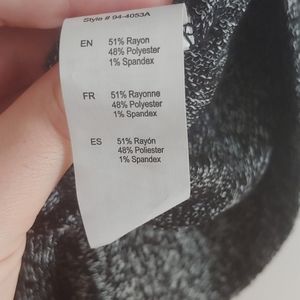 Style # 94-4053A
EN 51% Rayon
48% Polyester
1% Spandex
FR 51% Rayonne
48% Polyester
1% Spandex
ES 51% Rayón
48% Poliester
1% Spandex